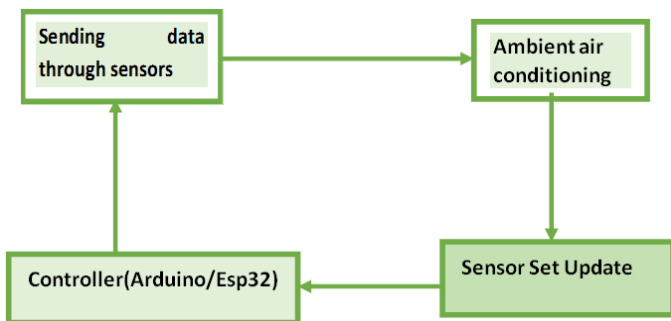 Sending data
through sensors
Ambient air
conditioning
Controller(Arduino/Esp32)
Sensor Set Update